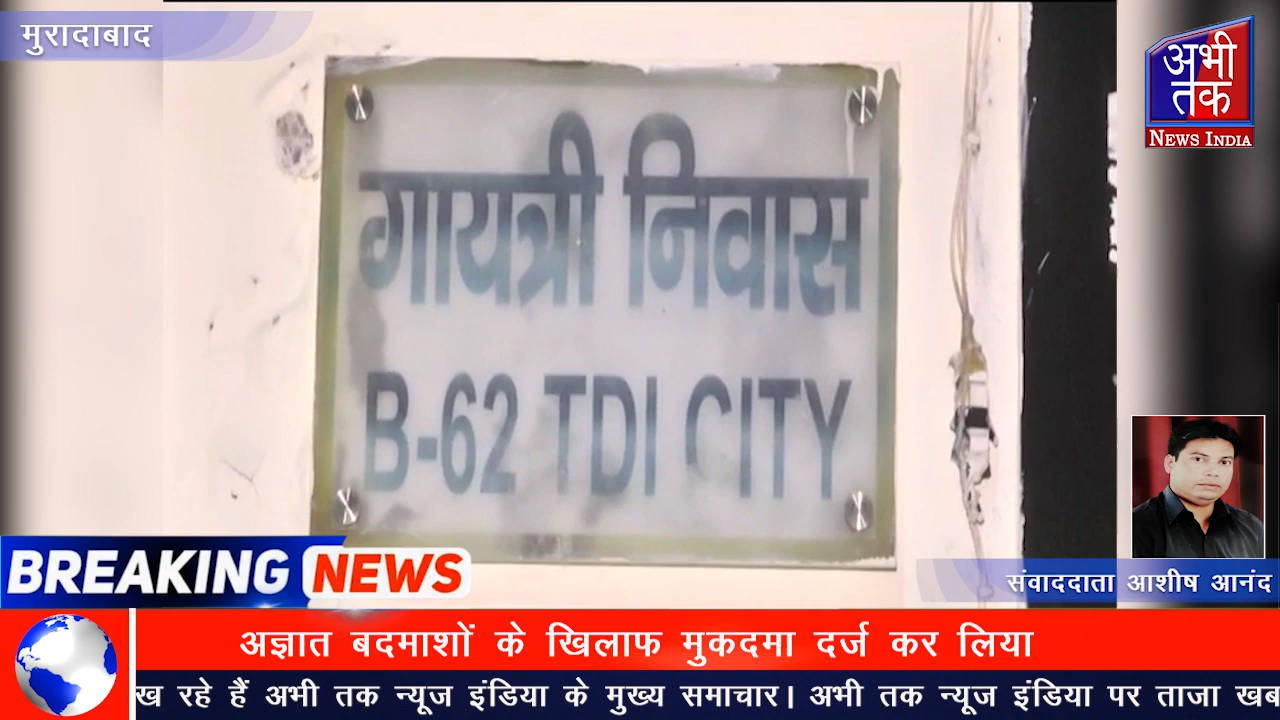 मुरादाबाद
अभी
तक
NEWS INDIA
गायत्री निवास
B-62 TDI CITY
BREAKING NEWS
संवाददाता आशीष आनंद
अज्ञात बदमाशों के खिलाफ मुकदमा दर्ज कर लिया
ख रहे हैं अभी तक न्यूज इंडिया के मुख्य समाचार। अभी तक न्यूज इंडिया पर ताजा खब